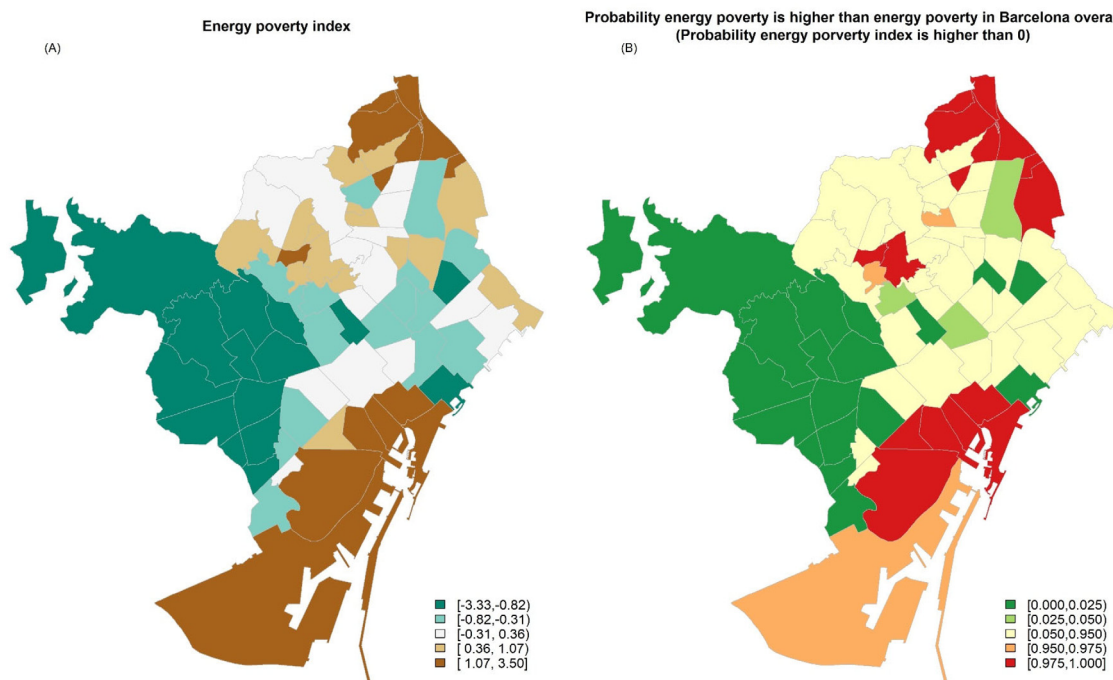 Energy poverty index
(A)
[-3.33,-0.82)
[-0.82,-0.31)
[-0.31, 0.36)
[ 0.36, 1.07)
[ 1.07, 3.50]
Probability energy poverty is higher than energy poverty in Barcelona overa
(Probability energy porverty index is higher than 0)
(B)
[0.000,0.025)
[0.025,0.050)
[0.050,0.950)
[0.950,0.975)
[0.975,1.000]